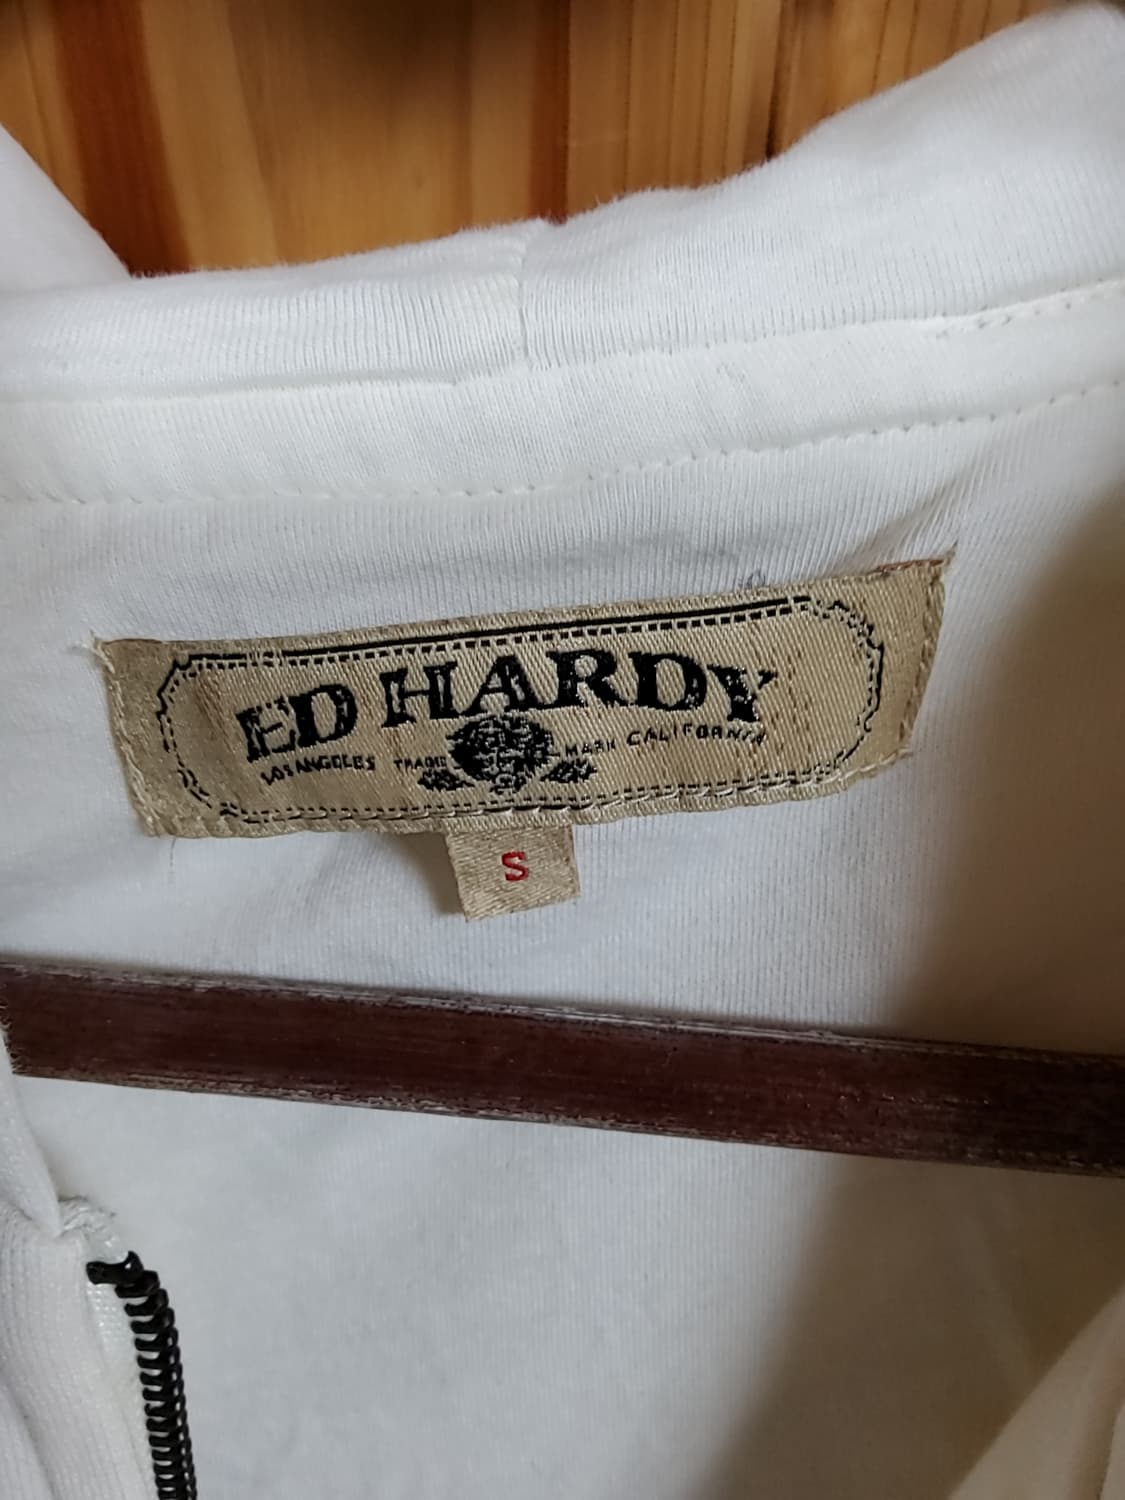 ED HARDY
LOS ANGELES TRADE MARK CALIFORNIA
S